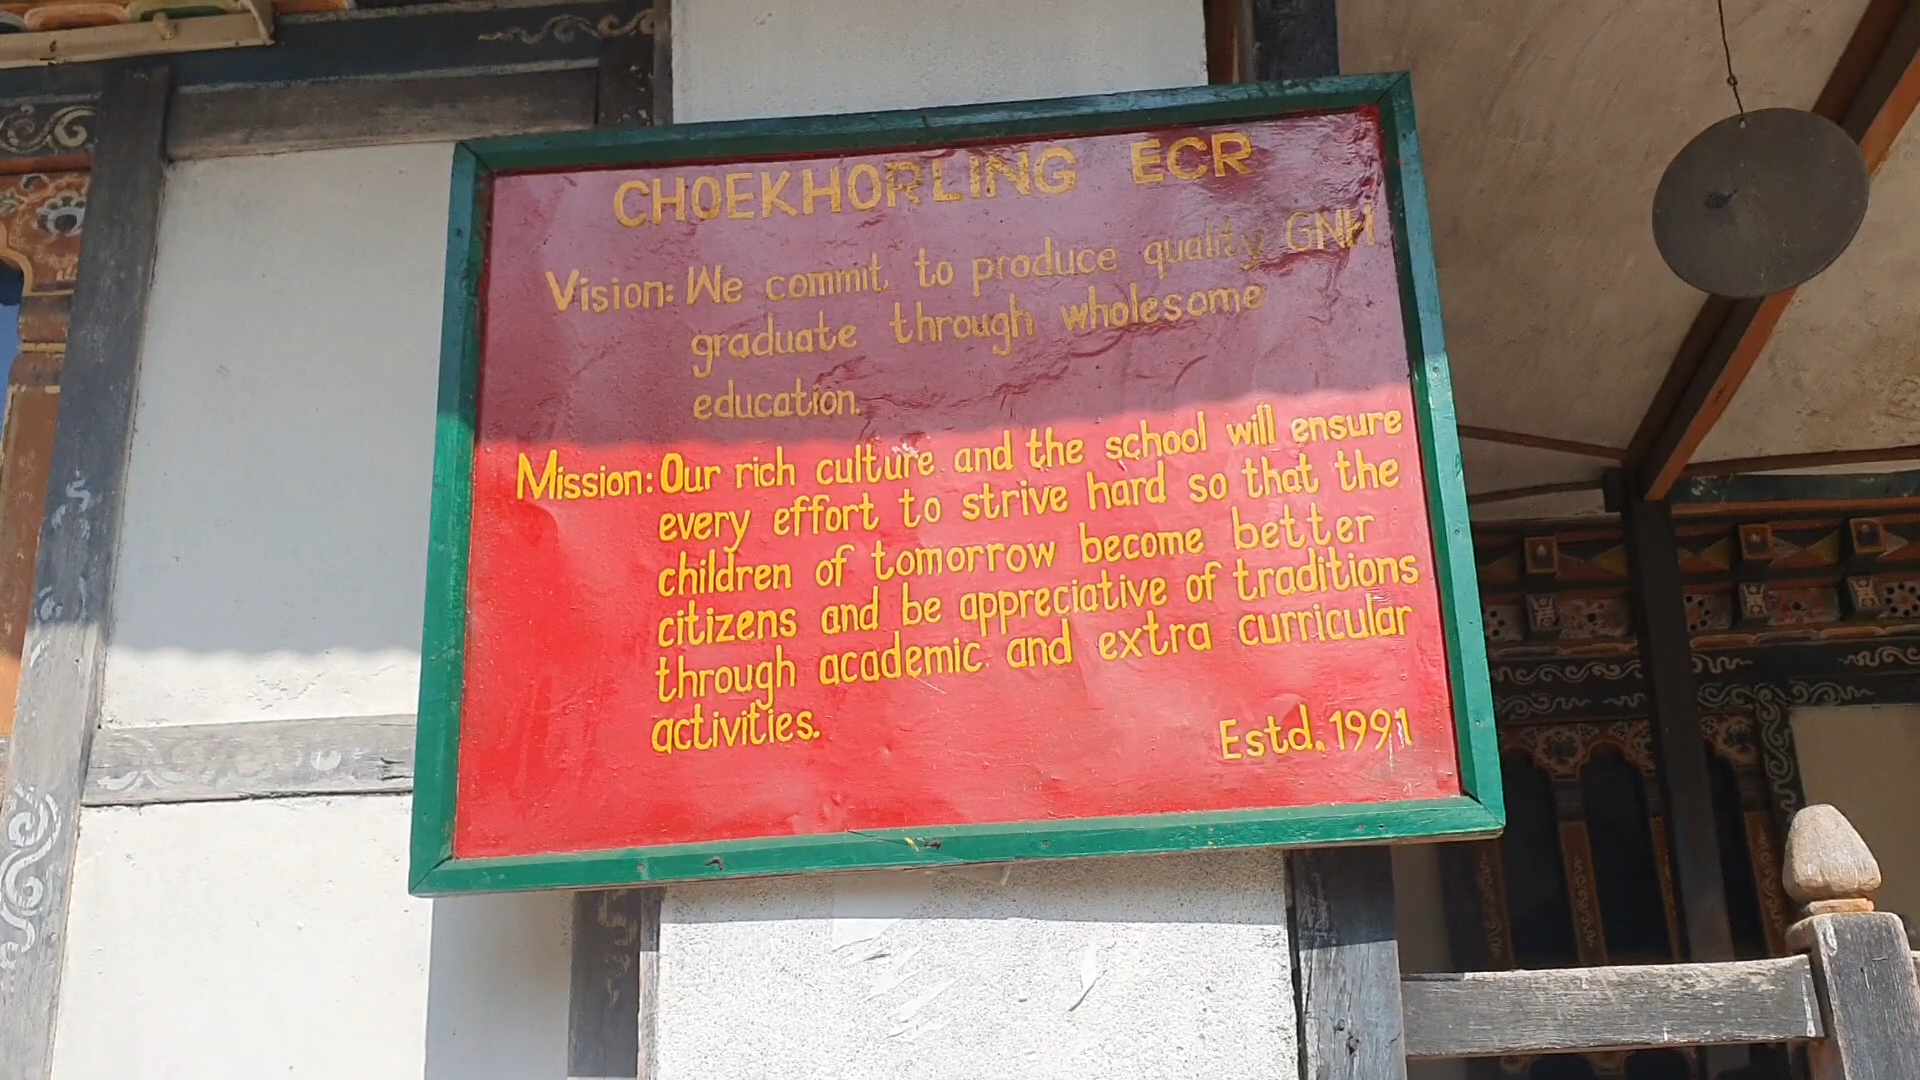 CHOEKHORLING ECR
Vision: We commit to produce quality GNH
graduate through wholesome
education.
Mission: Our rich culture and the school will ensure
every effort to strive hard so that the
children of tomorrow become better
citizens and be appreciative of traditions
through academic and extra curricular
activities.
Estd. 1991